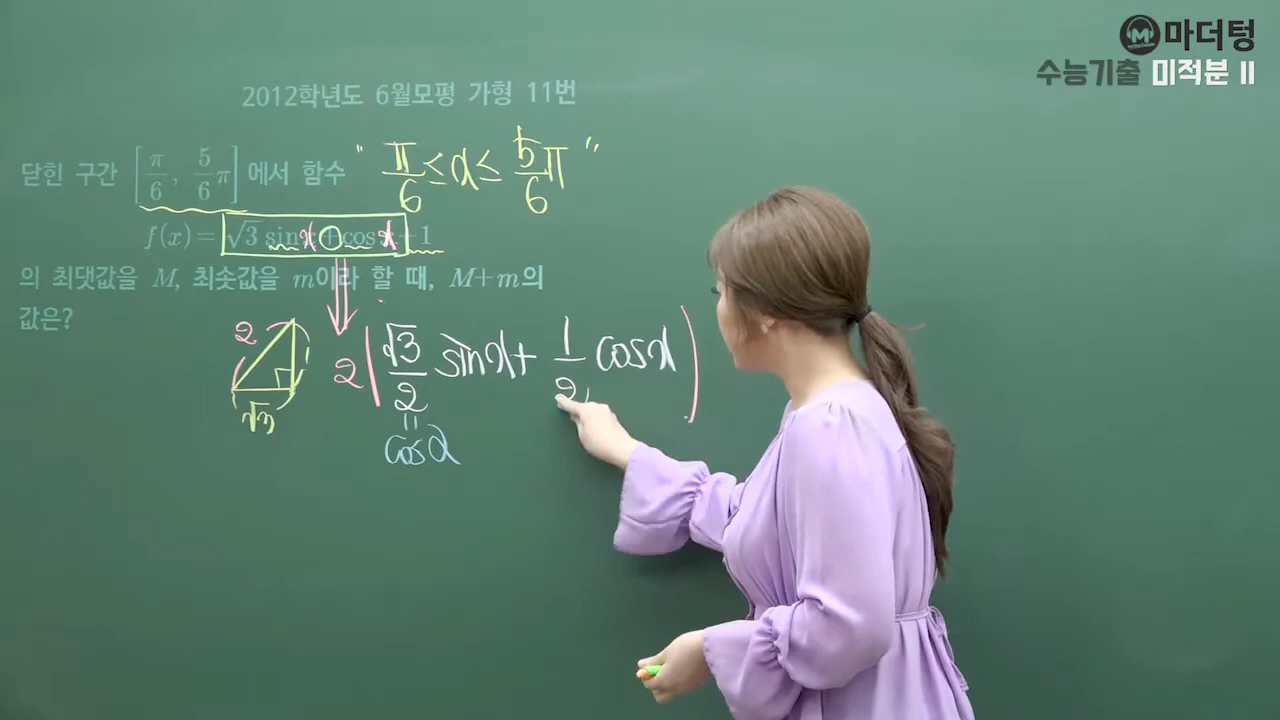 마더텅
수능기출 미적분 II
2012학년도 6월모평 가형 11번
닫힌 구간 [π/6, 5/6 π] 에서 함수 " π/6 ≤ x ≤ 5/6 π "
f(x) = √3 sin x + cos x + 1
의 최댓값을 M, 최솟값을 m이라 할 때, M+m의
값은?
2
√3
2( √3/2 sin x + 1/2 cos x )
=
cos α